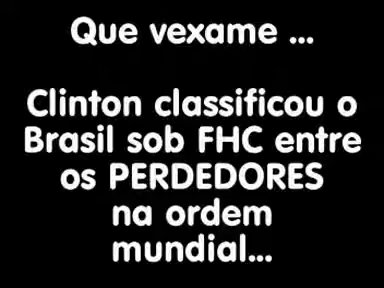 Que vexame ...
Clinton classificou o
Brasil sob FHC entre
os PERDEDORES
na ordem
mundial...